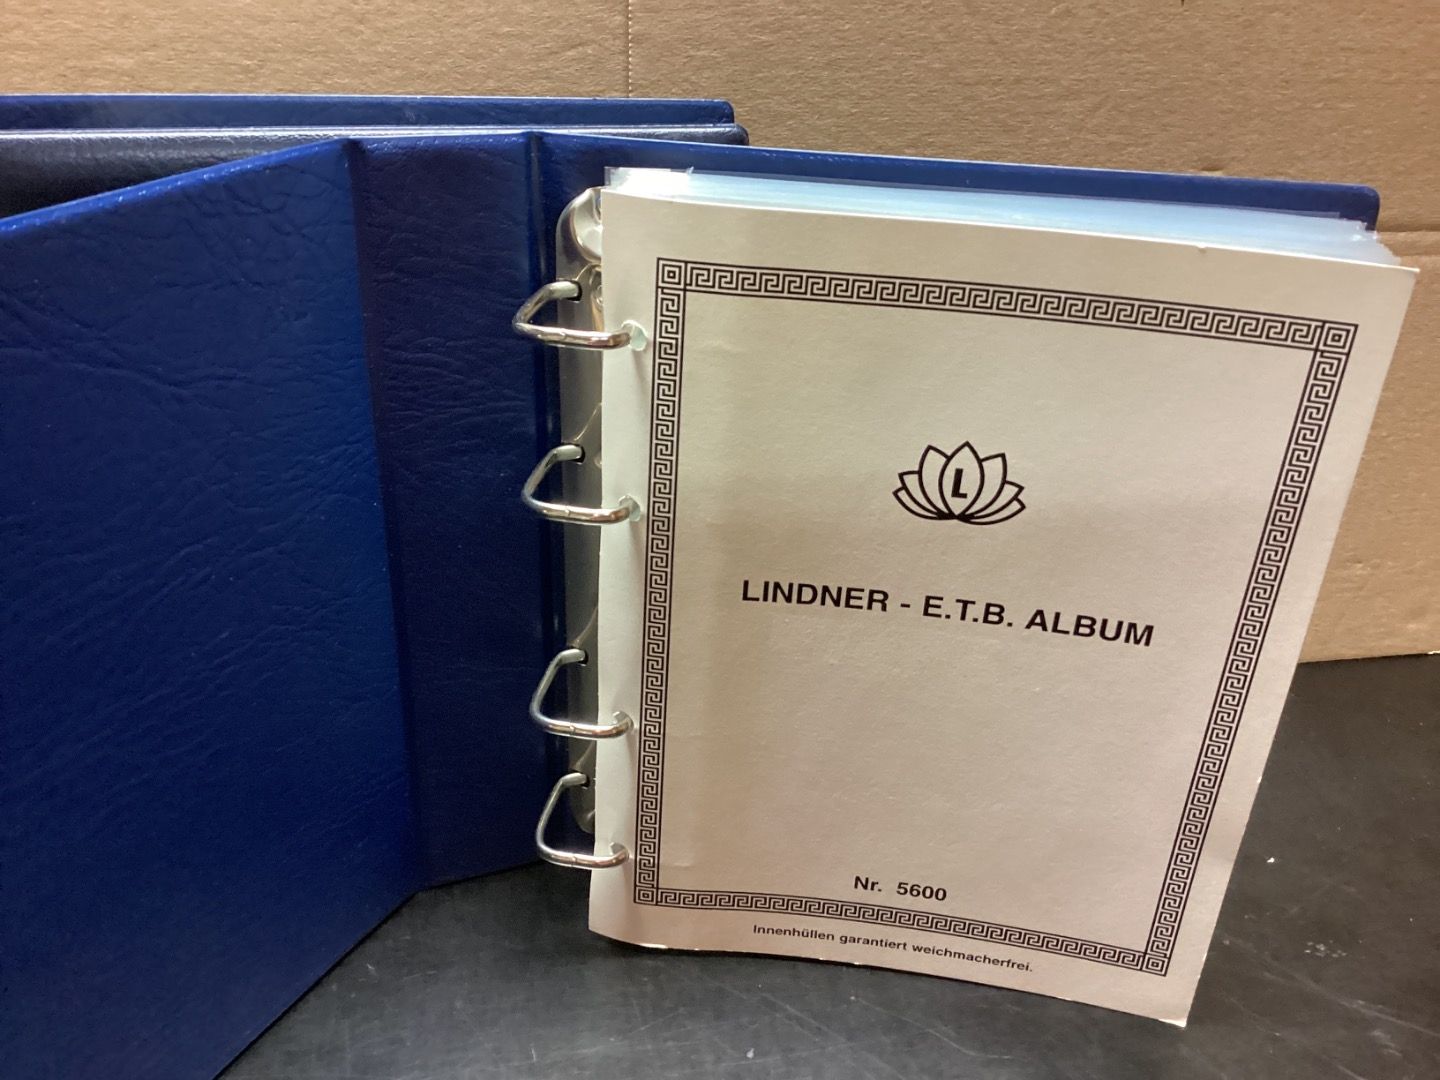 L
LINDNER - E.T.B. ALBUM
Nr. 5600
Innenhüllen garantiert weichmacherfrei.